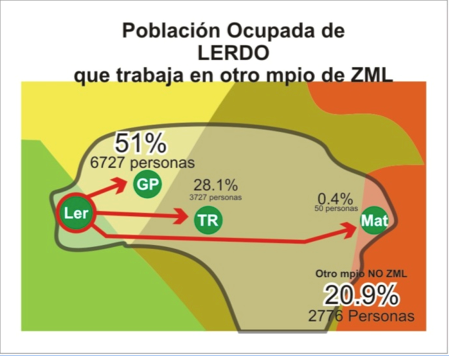 Población Ocupada de
LERDO
que trabaja en otro mpio de ZML
51%
6727 personas
GP
28.1%
3727 personas
0.4%
50 personas
Ler
TR
Mat
Otro mpio NO ZML
20.9%
2776 Personas